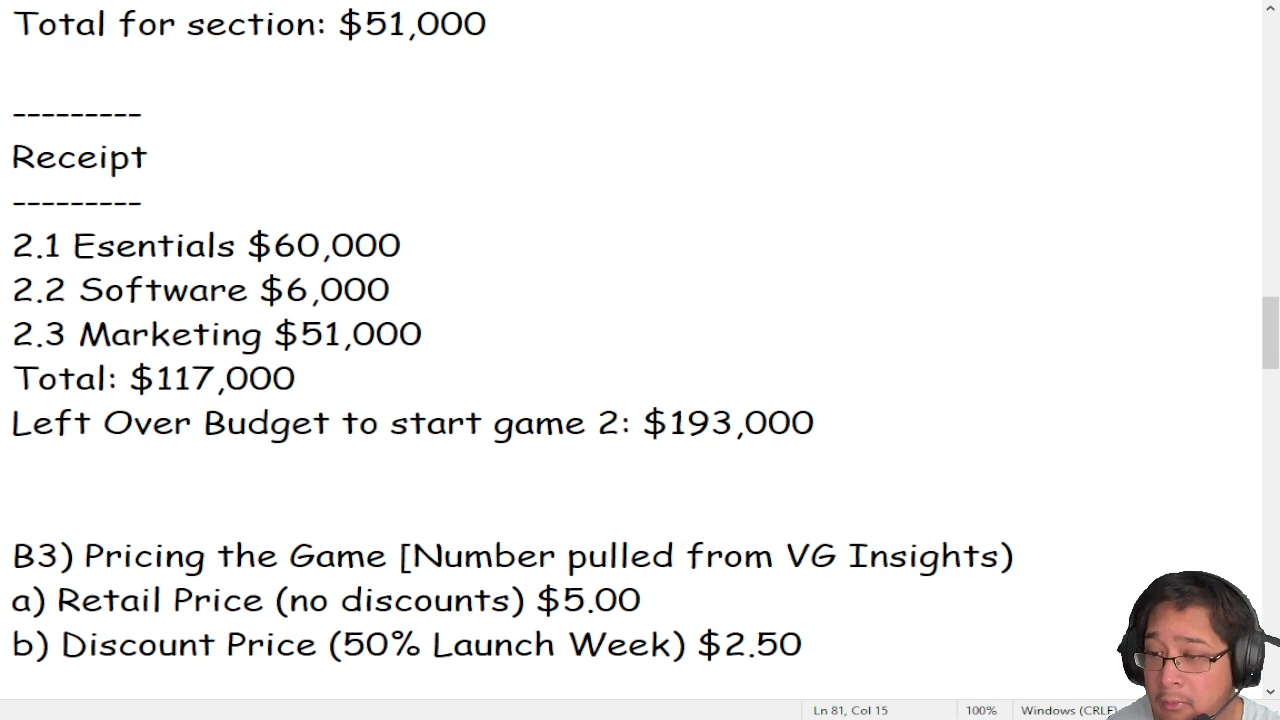 Total for section: $51,000
---------
Receipt
---------
2.1 Esentials $60,000
2.2 Software $6,000
2.3 Marketing $51,000
Total: $117,000
Left Over Budget to start game 2: $193,000
B3) Pricing the Game [Number pulled from VG Insights)
a) Retail Price (no discounts) $5.00
b) Discount Price (50% Launch Week) $2.50
Ln 81, Col 15 100% Windows (CRLF)